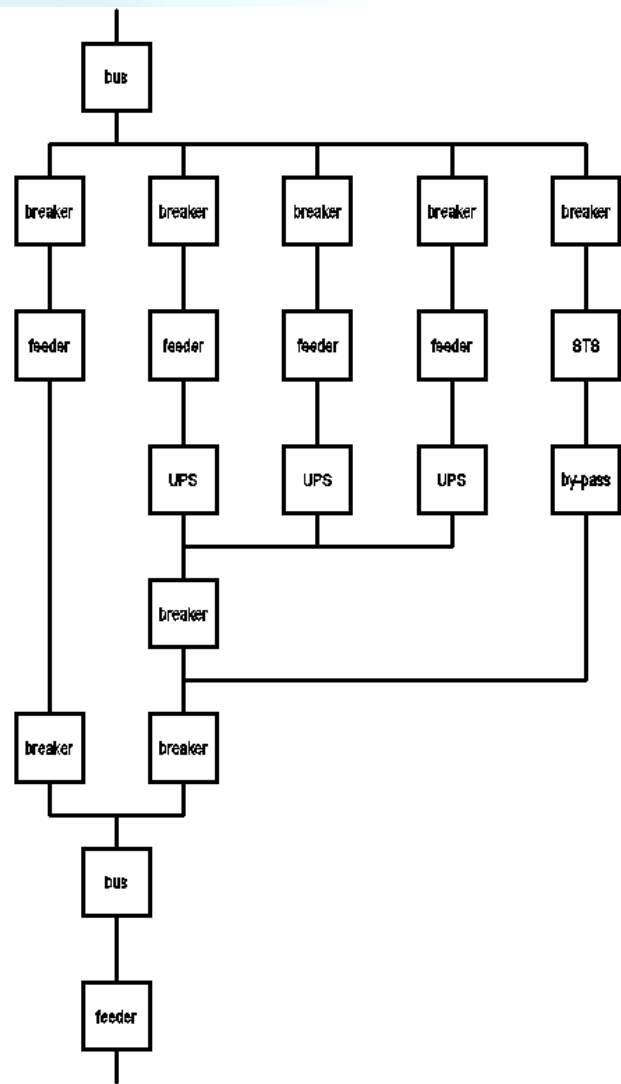 bus
breaker breaker breaker breaker breaker
feeder feeder feeder feeder STS
UPS UPS UPS by-pass
breaker
breaker breaker
bus
feeder